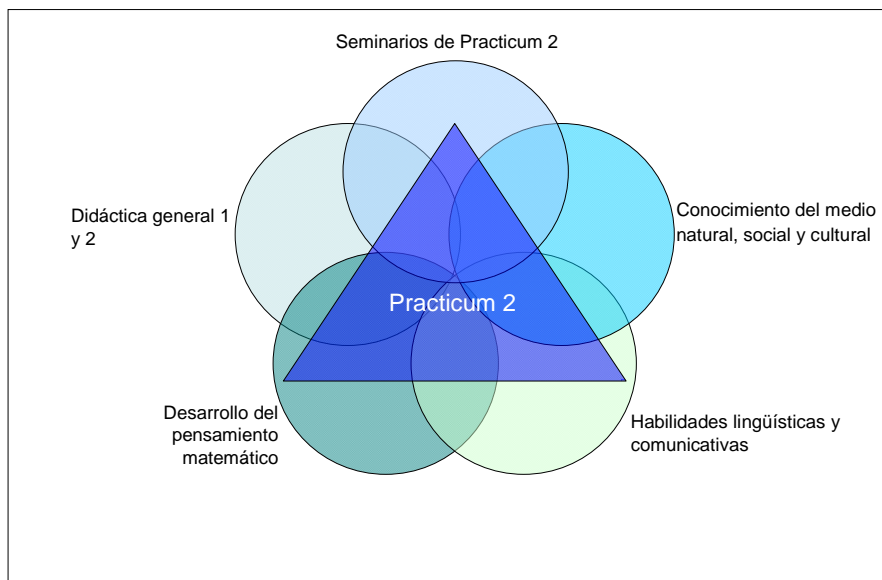 Seminarios de Practicum 2
Didáctica general 1
y 2
Conocimiento del medio
natural, social y cultural
Practicum 2
Desarrollo del
pensamiento
matemático
Habilidades lingüísticas y
comunicativas